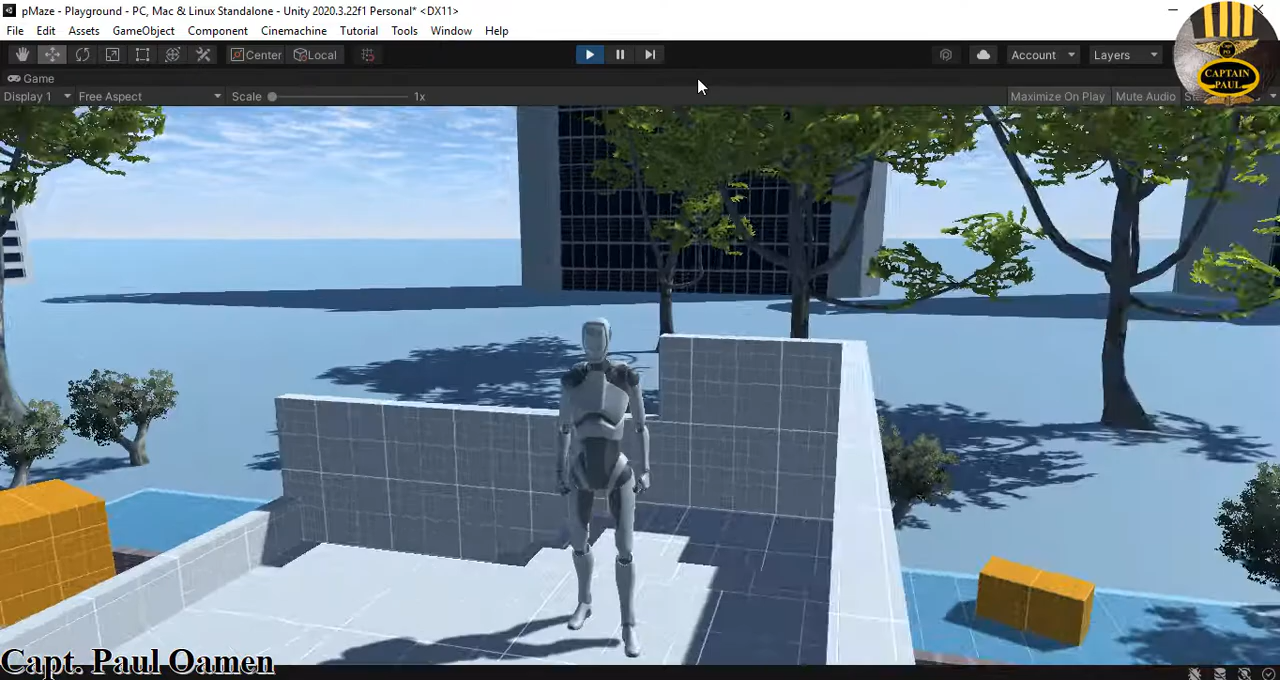 pMaze - Playground - PC, Mac & Linux Standalone - Unity 2020.3.22f1 Personal* <DX11>
File Edit Assets GameObject Component Cinemachine Tutorial Tools Window Help
Center Local Account Layers
Game
Display 1 Free Aspect Scale 1x Maximize On Play Mute Audio
CAPTAIN
PAUL
Capt. Paul Oamen